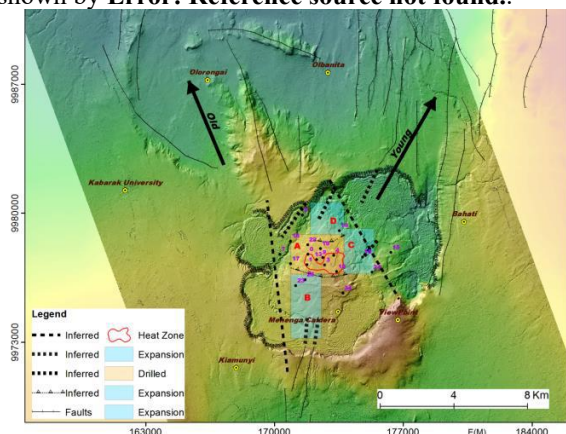 shown by Error! Reference source not found..
Olorongai
Olbanita
9987000
Old
Young
Kabarak University
9980000
Bahati
D
A
C
17
B
Menengai Caldera
ViewPoint
Legend
Inferred Heat Zone
Inferred Expansion
Inferred Drilled
Inferred Expansion
Faults Expansion
9973000
Kiamunyi
0 4 8 Km
163000 170000 177000 E(M) 184000